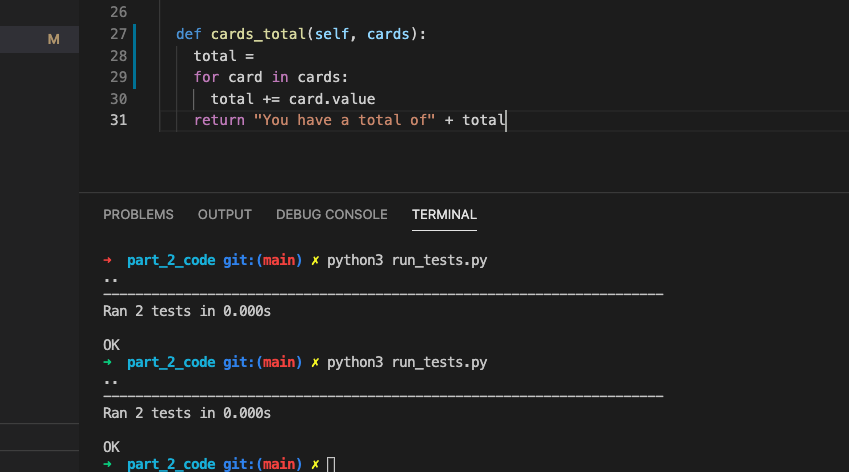 M
26
27 def cards_total(self, cards):
28 total =
29 for card in cards:
30 total += card.value
31 return "You have a total of" + total
PROBLEMS OUTPUT DEBUG CONSOLE TERMINAL
→ part_2_code git:(main) ✗ python3 run_tests.py
..
----------------------------------------------------------------------
Ran 2 tests in 0.000s
OK
→ part_2_code git:(main) ✗ python3 run_tests.py
..
----------------------------------------------------------------------
Ran 2 tests in 0.000s
OK
→ part_2_code git:(main) ✗